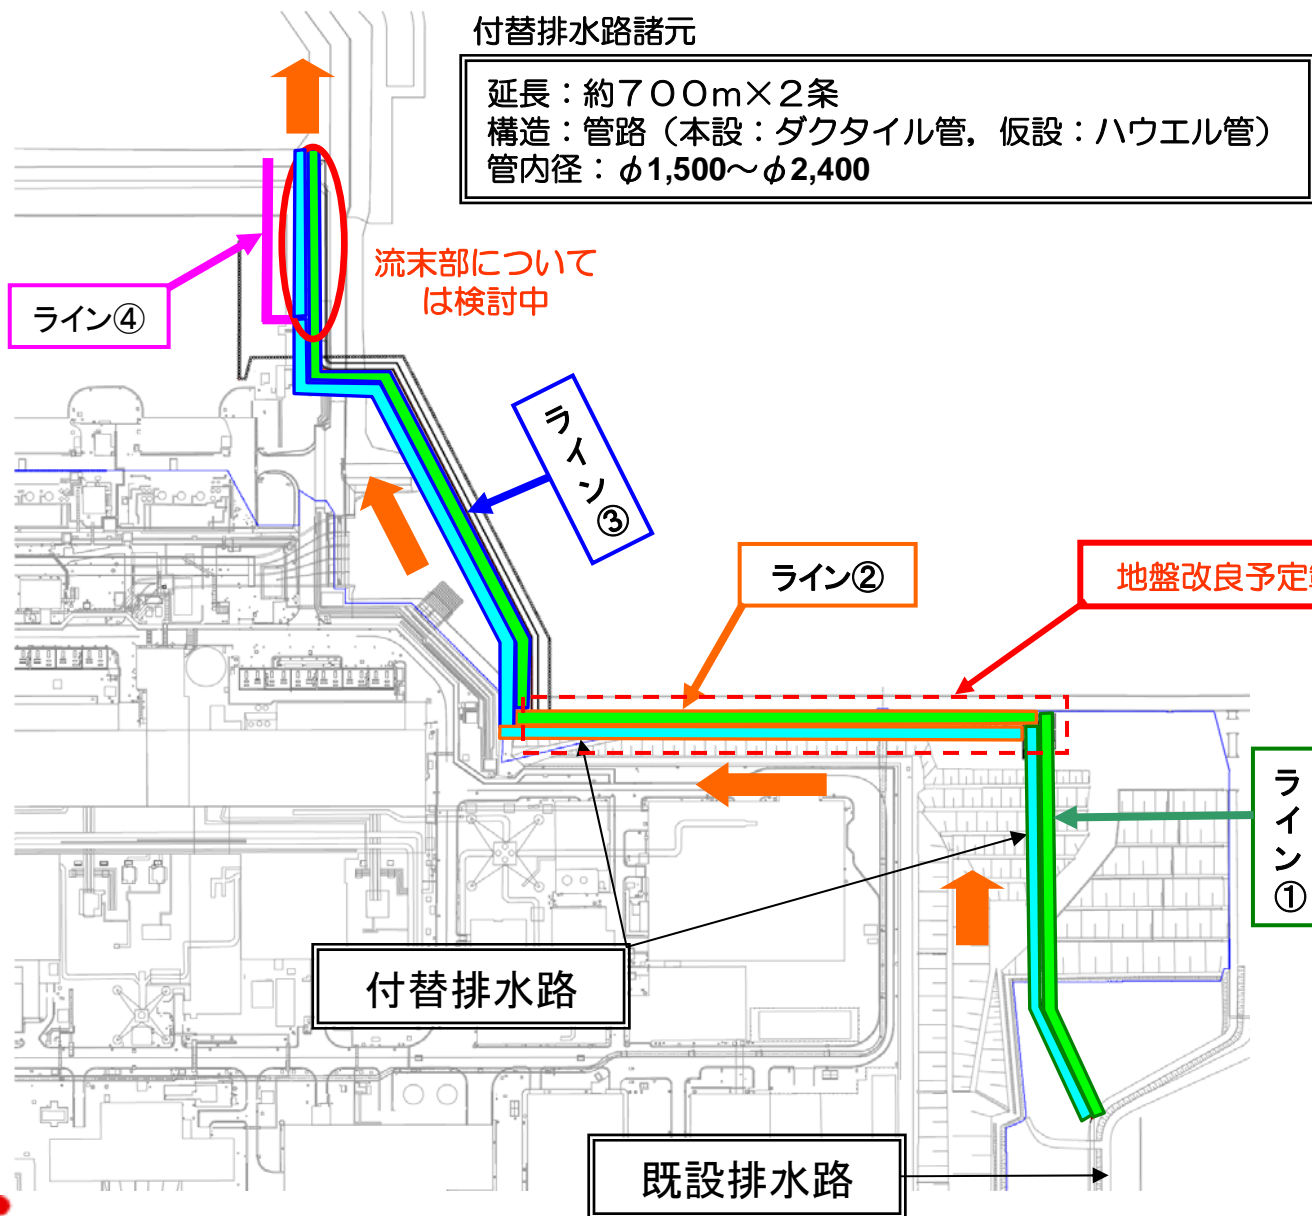 付替排水路諸元
延長：約７００ｍ×２条
構造：管路（本設：ダクタイル管，仮設：ハウエル管）
管内径：φ1,500～φ2,400
流末部について
は検討中
ライン④
ライン③
ライン②
地盤改良予定
ライン①
付替排水路
既設排水路